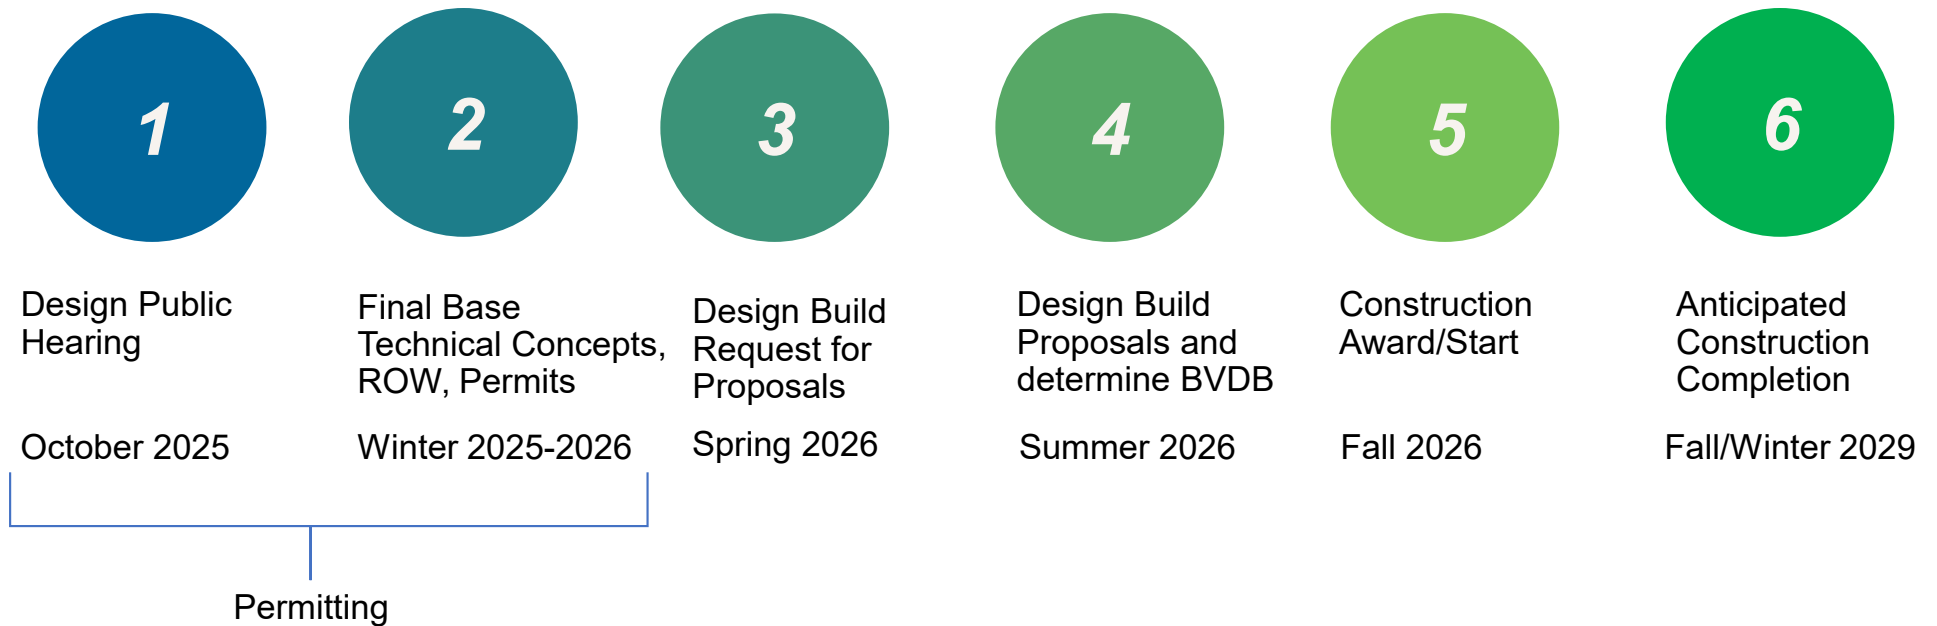 1
2
3
4
5
6
Design Public
Hearing
October 2025
Final Base
Technical Concepts,
ROW, Permits
Winter 2025-2026
Design Build
Request for
Proposals
Spring 2026
Design Build
Proposals and
determine BVDB
Summer 2026
Construction
Award/Start
Fall 2026
Anticipated
Construction
Completion
Fall/Winter 2029
Permitting